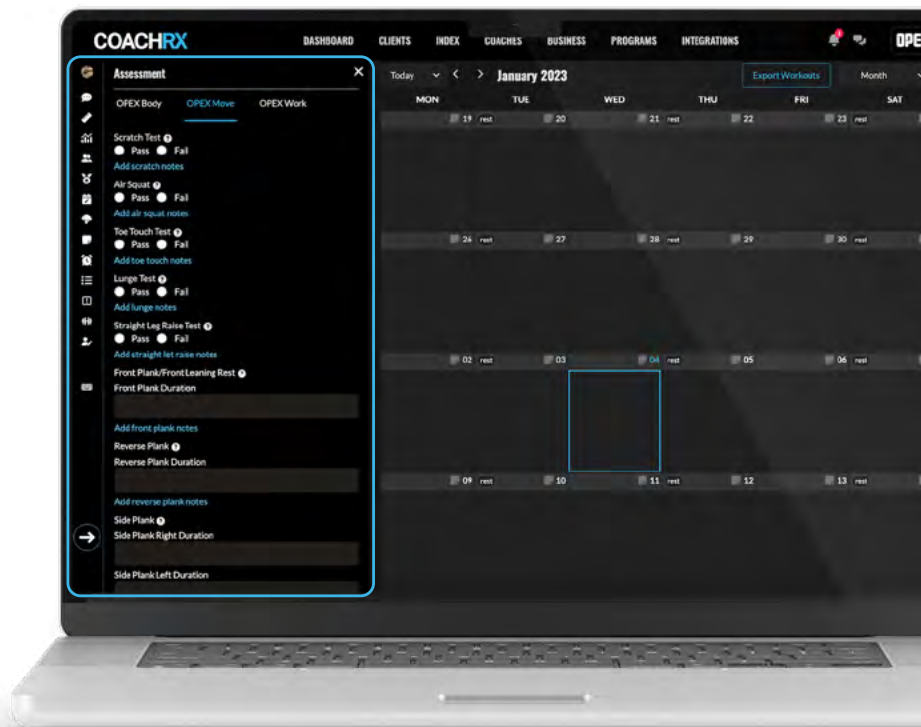 COACHRX
DASHBOARD CLIENTS INDEX COACHES BUSINESS PROGRAMS INTEGRATIONS
Assessment
OPEX Body OPEX Move OPEX Work
Scratch Test
Pass Fail
Add scratch notes
Air Squat
Pass Fail
Add air squat notes
Toe Touch Test
Pass Fail
Add toe touch notes
Lunge Test
Pass Fail
Add lunge notes
Straight Leg Raise Test
Pass Fail
Add straight let raise notes
Front Plank/Front Leaning Rest
Front Plank Duration
Add front plank notes
Reverse Plank
Reverse Plank Duration
Add reverse plank notes
Side Plank
Side Plank Right Duration
Side Plank Left Duration
Today January 2023 Export Workouts Month
MON TUE WED THU FRI SAT
19 rest 20 21 rest 22 23 rest
26 rest 27 28 rest 29 30 rest
02 rest 03 04 rest 05 06 rest
09 rest 10 11 rest 12 13 rest